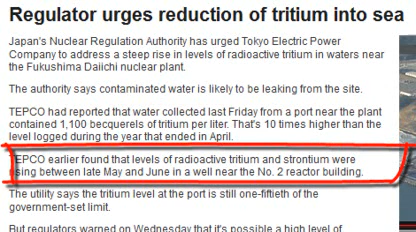 Regulator urges reduction of tritium into sea
Japan's Nuclear Regulation Authority has urged Tokyo Electric Power
Company to address a steep rise in levels of radioactive tritium in waters near
the Fukushima Daiichi nuclear plant.
The authority says contaminated water is likely to be leaking from the site.
TEPCO had reported that water collected last Friday from a port near the plant
contained 1,100 becquerels of tritium per liter. That's 10 times higher than the
level logged during the year that ended in April.
TEPCO earlier found that levels of radioactive tritium and strontium were
rising between late May and June in a well near the No. 2 reactor building.
The utility says the tritium level at the port is still one-fiftieth of the
government-set limit.
But regulators warned on Wednesday that it's possible a high level of